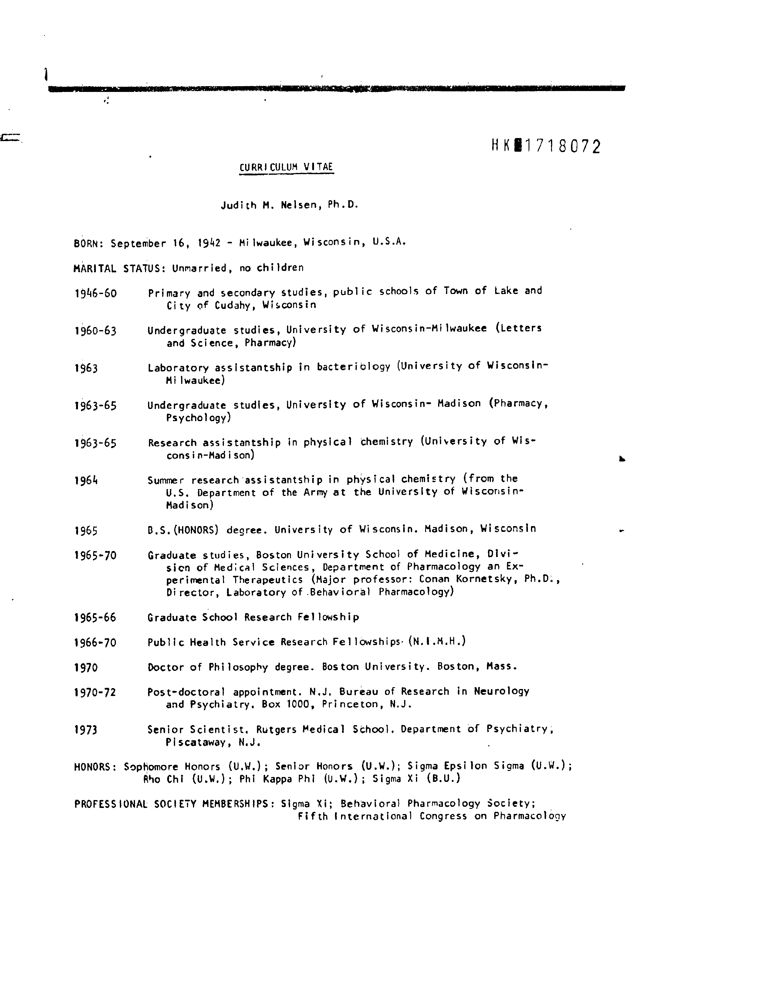 HK 1718072
CURRICULUM VITAE
Judith M. Nelsen, Ph.D.
BORN: September 16, 1942 - Milwaukee, Wisconsin, U.S.A.
MARITAL STATUS: Unmarried, no children
1946-60 Primary and secondary studies, public schools of Town of Lake and
City of Cudahy, Wisconsin
1960-63 Undergraduate studies, University of Wisconsin-Milwaukee (Letters
and Science, Pharmacy)
1963 Laboratory assistantship in bacteriology (University of Wisconsin-
Milwaukee)
1963-65 Undergraduate studies, University of Wisconsin- Madison (Pharmacy,
Psychology)
1963-65 Research assistantship in physical chemistry (University of Wis-
consin-Madison)
1964 Summer research assistantship in physical chemistry (from the
U.S. Department of the Army at the University of Wisconsin-
Madison)
1965 B.S.(HONORS) degree. University of Wisconsin. Madison, Wisconsin
1965-70 Graduate studies, Boston University School of Medicine, Divi-
sion of Medical Sciences, Department of Pharmacology an Ex-
perimental Therapeutics (Major professor: Conan Kornetsky, Ph.D.,
Director, Laboratory of Behavioral Pharmacology)
1965-66 Graduate School Research Fellowship
1966-70 Public Health Service Research Fellowships (N.I.M.H.)
1970 Doctor of Philosophy degree. Boston University. Boston, Mass.
1970-72 Post-doctoral appointment. N.J. Bureau of Research in Neurology
and Psychiatry. Box 1000, Princeton, N.J.
1973 Senior Scientist. Rutgers Medical School. Department of Psychiatry,
Piscataway, N.J.
HONORS: Sophomore Honors (U.W.); Senior Honors (U.W.); Sigma Epsilon Sigma (U.W.);
Rho Chi (U.W.); Phi Kappa Phi (U.W.); Sigma Xi (B.U.)
PROFESSIONAL SOCIETY MEMBERSHIPS: Sigma Xi; Behavioral Pharmacology Society;
Fifth International Congress on Pharmacology